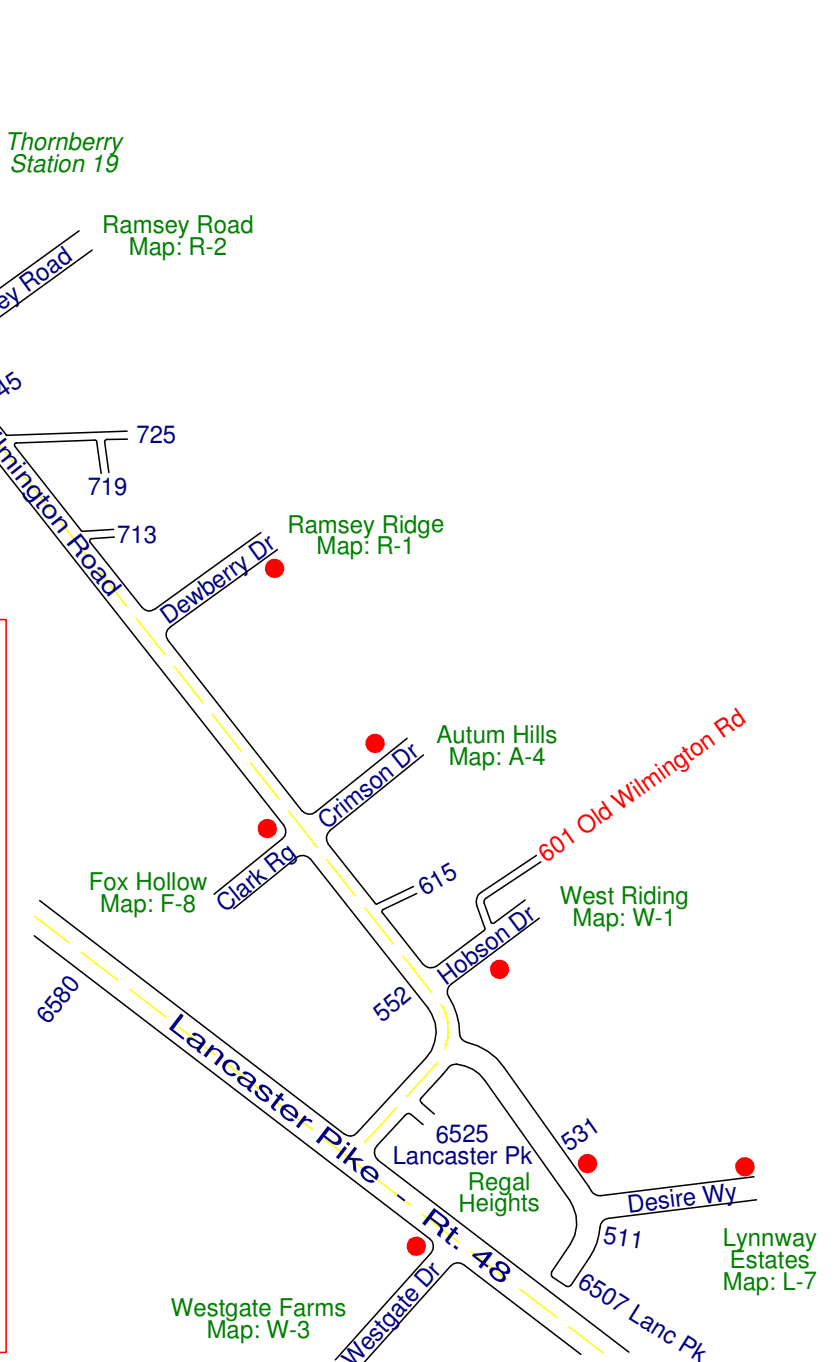 Thornberry
Station 19
Ramsey Road
Map: R-2
ey Road
45
725
719
713
lmington Road
Ramsey Ridge
Map: R-1
Dewberry Dr
601 Old Wilmington Rd
Autum Hills
Map: A-4
Crimson Dr
Clark Rg
Fox Hollow
Map: F-8
615
West Riding
Map: W-1
Hobson Dr
552
6580
Lancaster Pike - Rt. 48
6525
Lancaster Pk
Regal
Heights
531
Desire Wy
511
Lynnway
Estates
Map: L-7
6507 Lanc Pk
Westgate Farms
Map: W-3
Westgate Dr